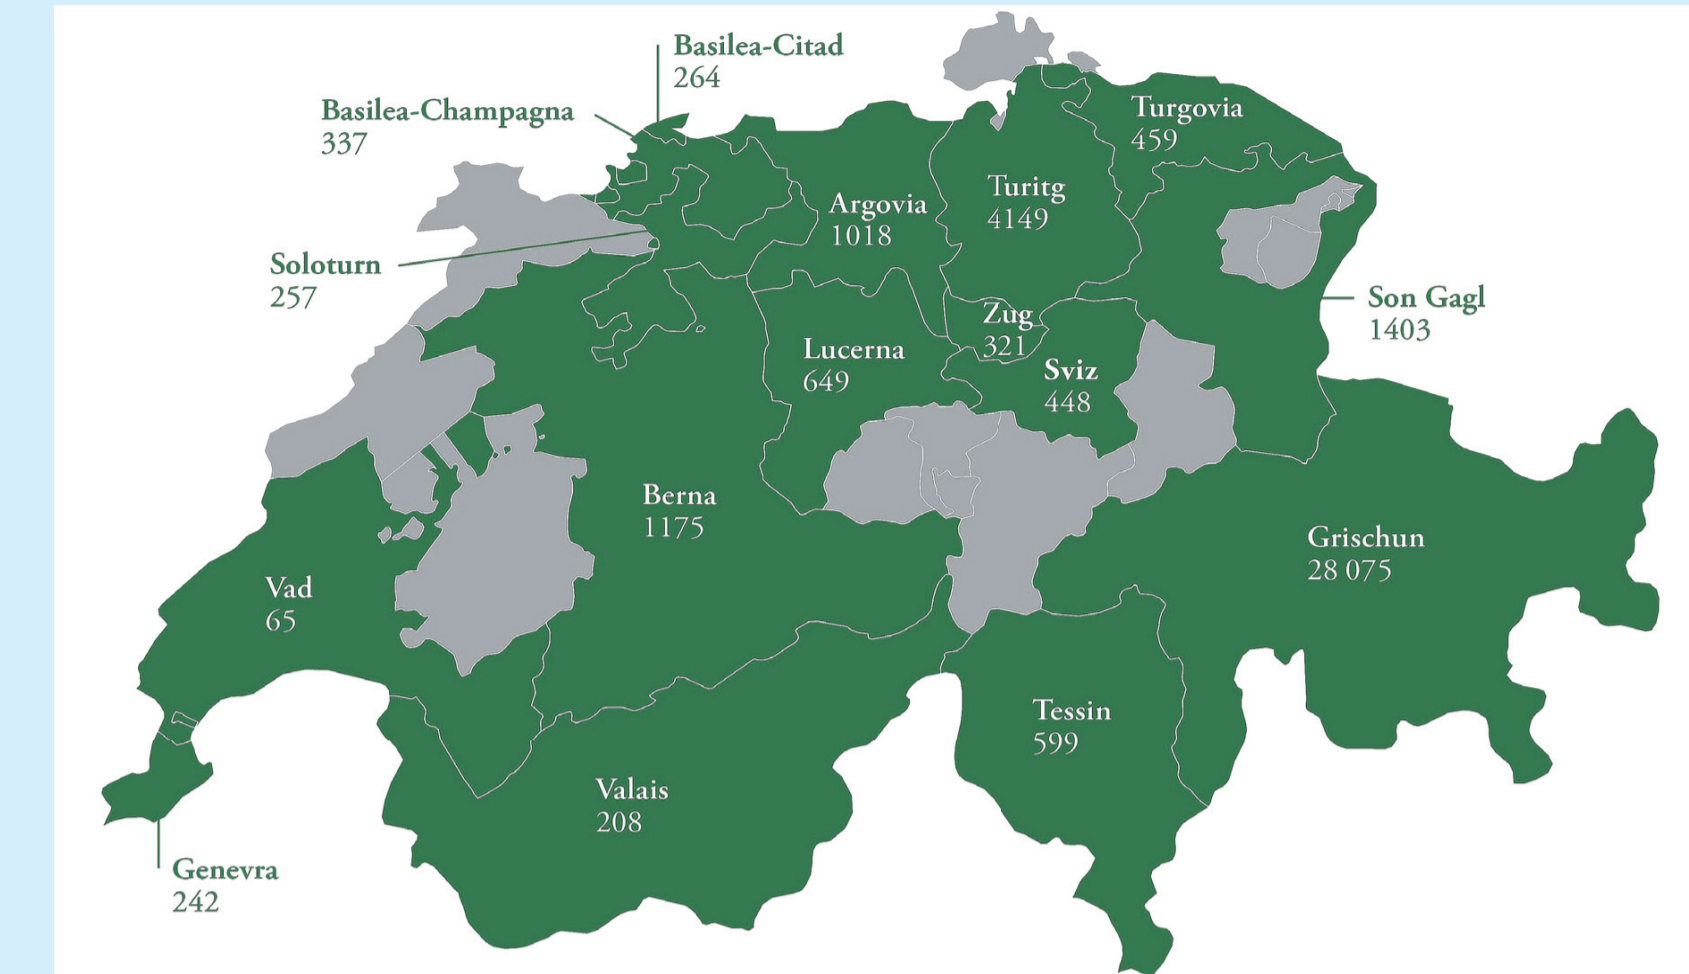 Basilea-Citad
264
Basilea-Champagna
337
Turgovia
459
Turitg
4149
Argovia
1018
Soloturn
257
Son Gagl
1403
Zug
321
Lucerna
649
Sviz
448
Berna
1175
Grischun
28 075
Vad
65
Tessin
599
Valais
208
Genevra
242